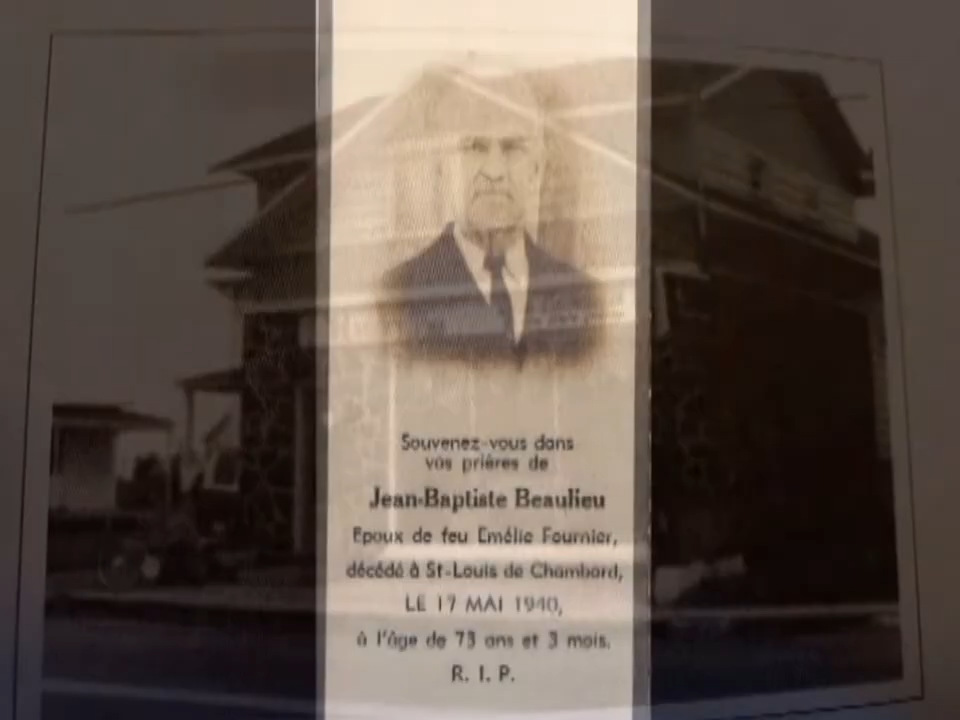 Souvenez-vous dans
vos prières de
Jean-Baptiste Beaulieu
Epoux de feu Emélie Fournier,
décédé à St-Louis de Chambord,
LE 17 MAI 1940,
à l'âge de 73 ans et 3 mois.
R. I. P.